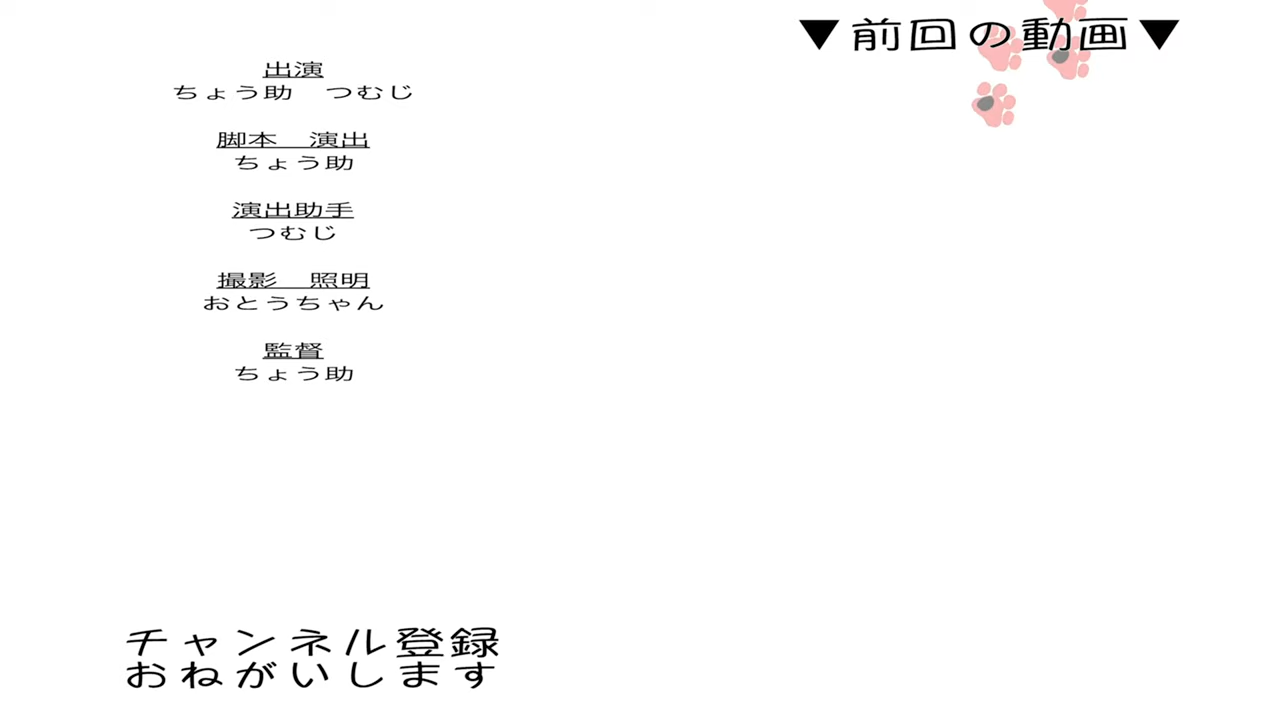 ▼前回の動画▼
出演
ちょう助　つむじ
脚本　演出
ちょう助
演出助手
つむじ
撮影　照明
おとうちゃん
監督
ちょう助
チャンネル登録
おねがいします